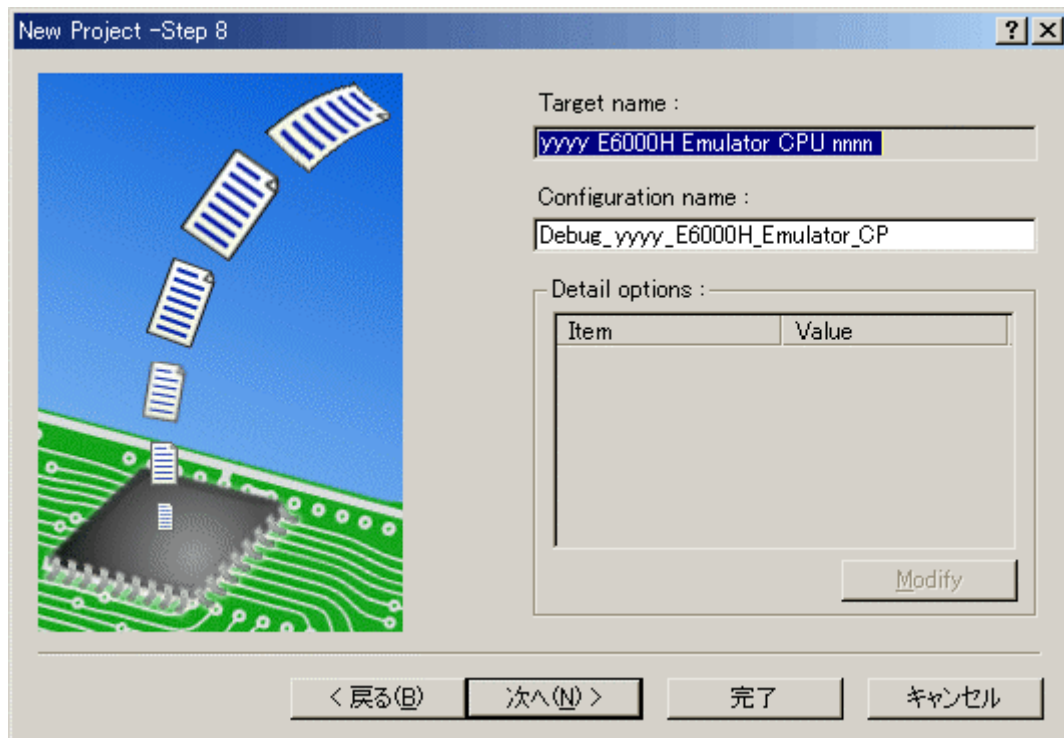 New Project -Step 8
Target name :
yyyy E6000H Emulator CPU nnnn
Configuration name :
Debug_yyyy_E6000H_Emulator_CP
Detail options :
Item Value
Modify
< 戻る(B) 次へ(N) > 完了 キャンセル